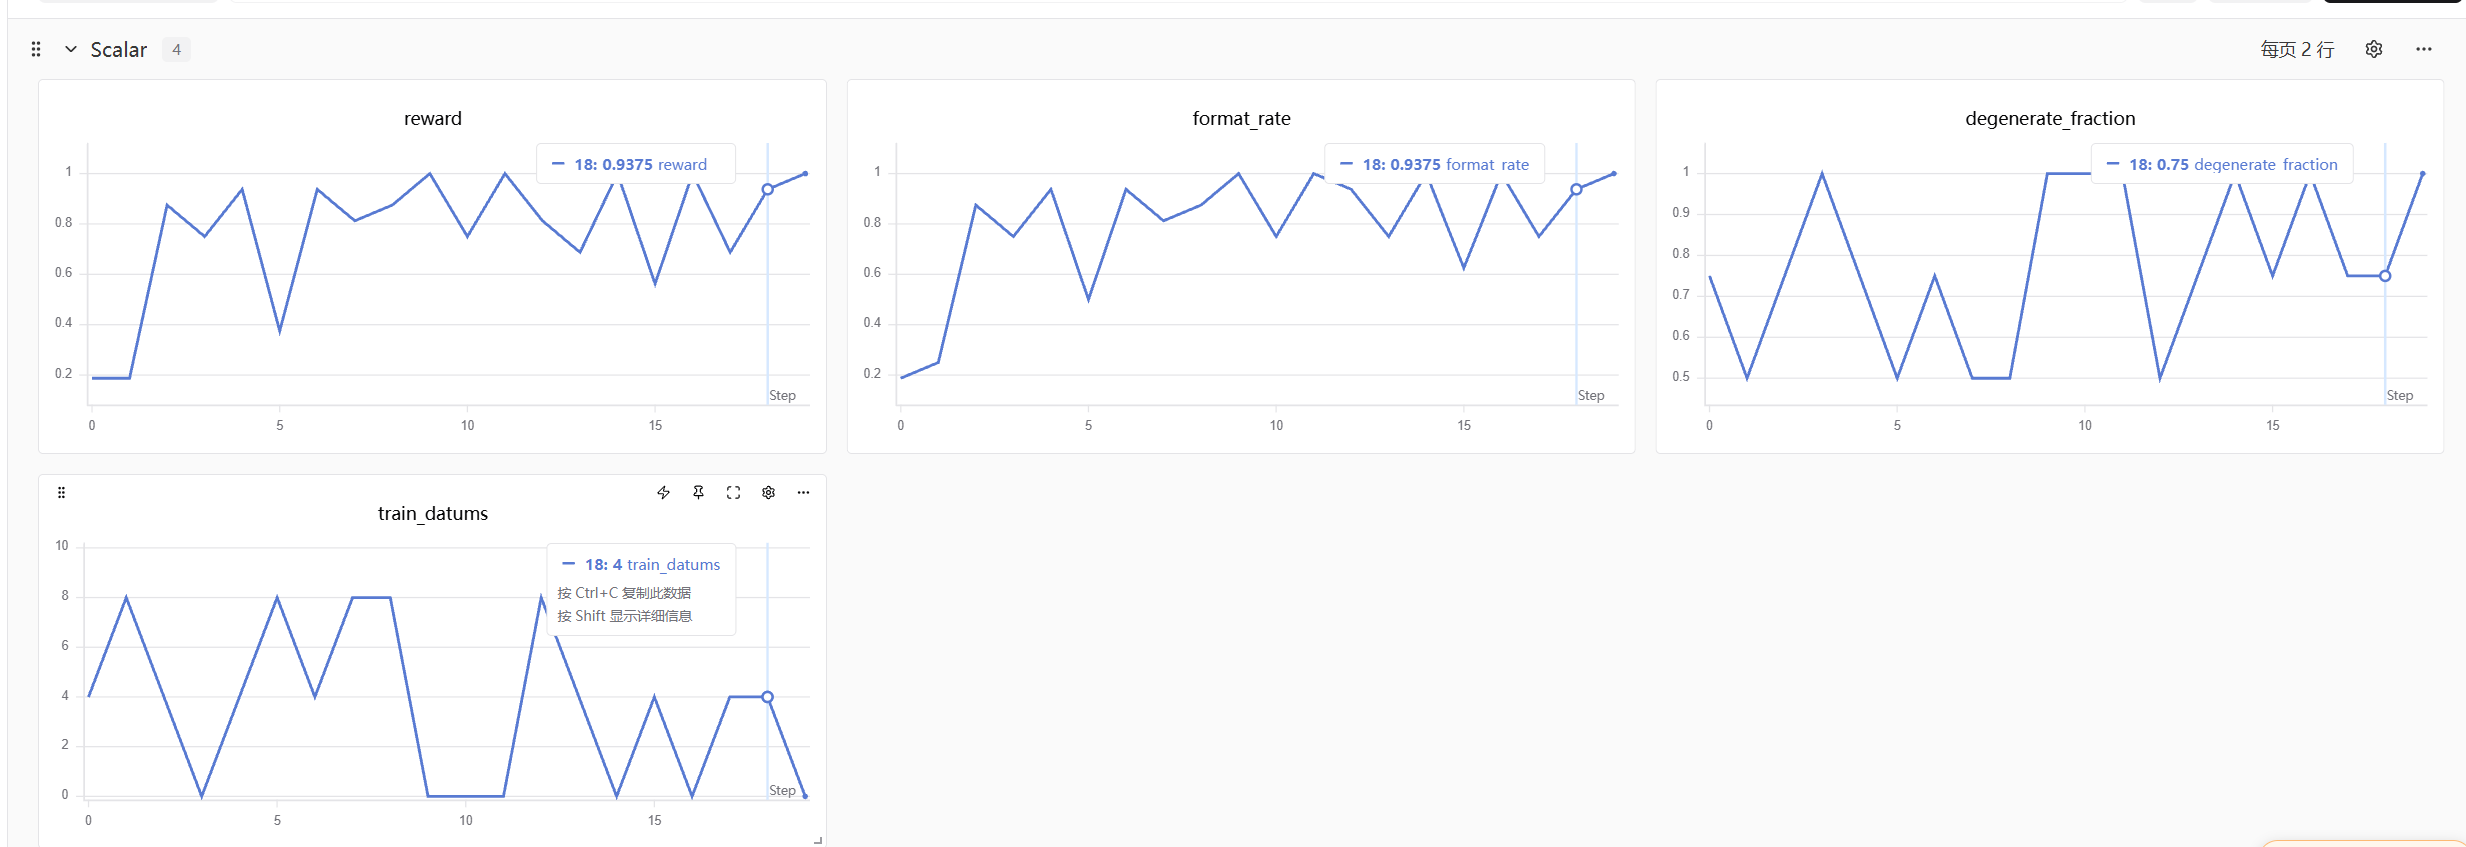 Scalar 4
每页 2 行
reward
18: 0.9375 reward
1
0.8
0.6
0.4
0.2
Step
0 5 10 15
format_rate
18: 0.9375 format rate
1
0.8
0.6
0.4
0.2
Step
0 5 10 15
degenerate_fraction
18: 0.75 degenerate fraction
1
0.9
0.8
0.7
0.6
0.5
Step
0 5 10 15
train_datums
18: 4 train_datums
按 Ctrl+C 复制此数据
按 Shift 显示详细信息
10
8
6
4
2
0
Step
0 5 10 15